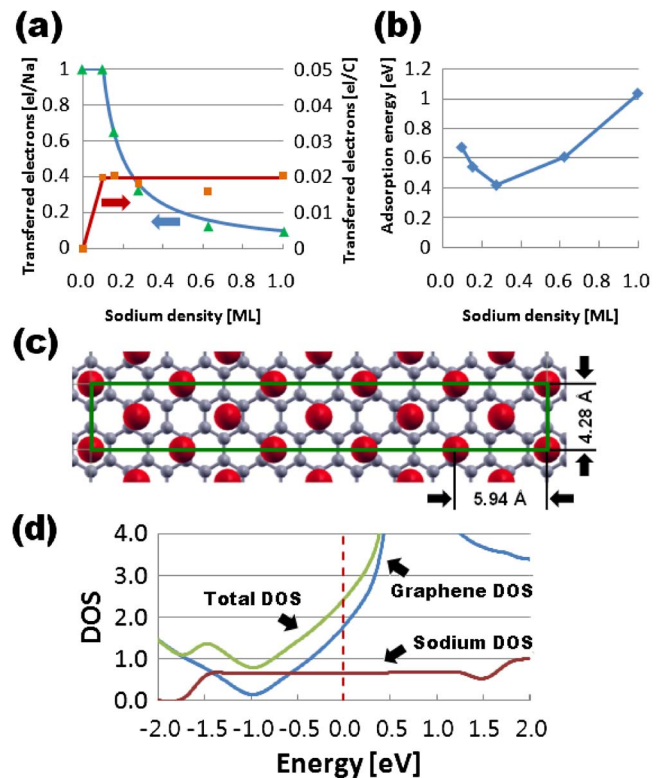 (a)
Transferred electrons [el/Na]
1
0.8
0.6
0.4
0.2
0
0.05
0.04
0.03
0.02
0.01
0
Transferred electrons [el/C]
0.0 0.2 0.4 0.6 0.8 1.0
Sodium density [ML]
(b)
Adsorption energy [eV]
1.2
1
0.8
0.6
0.4
0.2
0
0.0 0.2 0.4 0.6 0.8 1.0
Sodium density [ML]
(c)
4.28 Å
5.94 Å
(d)
DOS
4.0
3.0
2.0
1.0
0.0
Total DOS
Graphene DOS
Sodium DOS
-2.0 -1.5 -1.0 -0.5 0.0 0.5 1.0 1.5 2.0
Energy [eV]